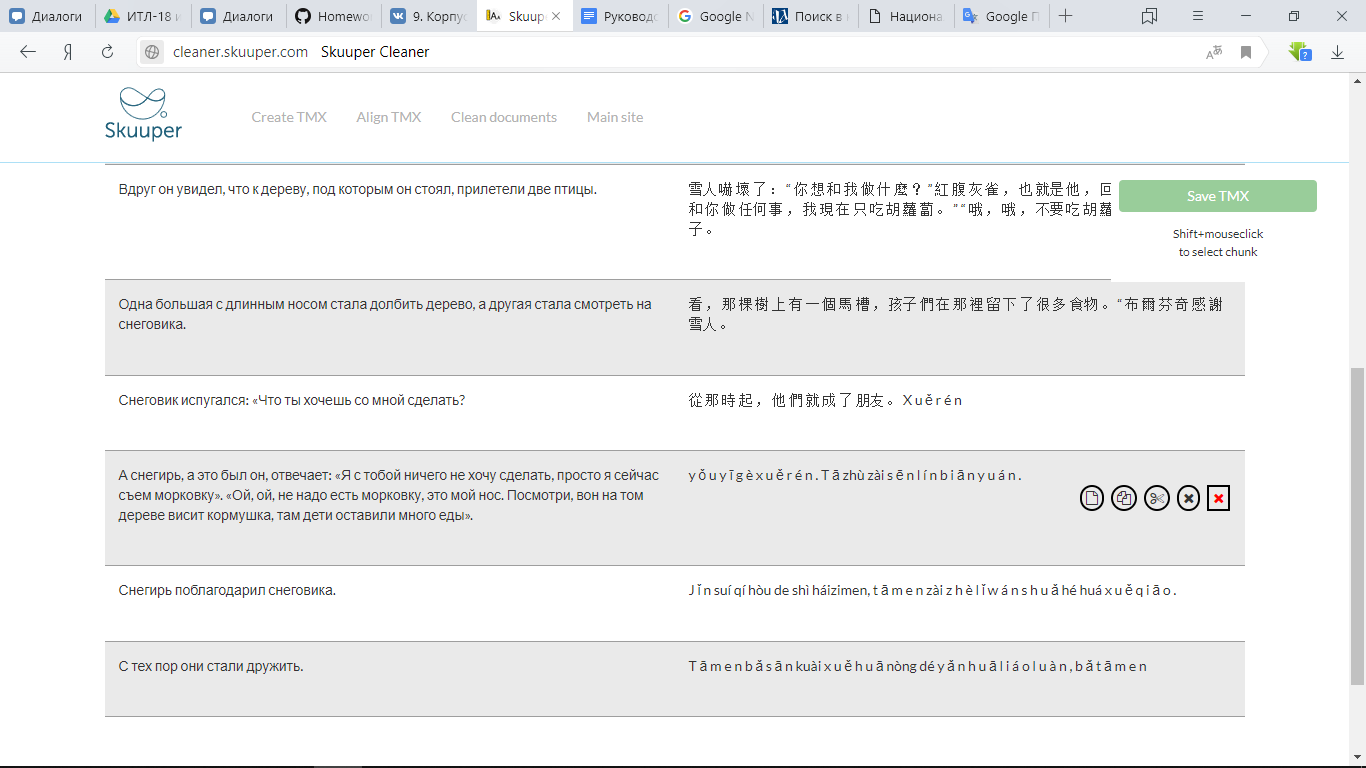 Диалоги
ИТЛ-18 и
Диалоги
Homewo
9. Корпус
Skuupe
Руковод
Google N
Поиск в
Национа
Google П
cleaner.skuuper.com Skuuper Cleaner
Skuuper
Create TMX
Align TMX
Clean documents
Main site
Save TMX
Shift+mouseclick
to select chunk
Вдруг он увидел, что к дереву, под которым он стоял, прилетели две птицы.
雪人嚇壞了：“你想和我做什麼？”紅腹灰雀，也就是他，回
和你做任何事，我現在只吃胡蘿蔔。”“哦，哦，不要吃胡蘿
子。
Одна большая с длинным носом стала долбить дерево, а другая стала смотреть на
снеговика.
看，那棵樹上有一個馬槽，孩子們在那裡留下了很多食物。“布爾芬奇感謝
雪人。
Снеговик испугался: «Что ты хочешь со мной сделать?
從那時起，他們就成了朋友。Xuěrén
А снегирь, а это был он, отвечает: «Я с тобой ничего не хочу сделать, просто я сейчас
съем морковку». «Ой, ой, не надо есть морковку, это мой нос. Посмотри, вон на том
дереве висит кормушка, там дети оставили много еды».
yǒuyīgèxuěrén. Tā zhù zài sēnlínbiānyuán.
Снегирь поблагодарил снеговика.
Jǐn suí qí hòu de shì háizimen, tāmen zài zhèlǐ wánshuǎ hé huáxuěqiāo.
С тех пор они стали дружить.
Tāmen bǎ sān kuài xuěhuā nòng dé yǎnhuāliáoluàn, bǎ tāmen